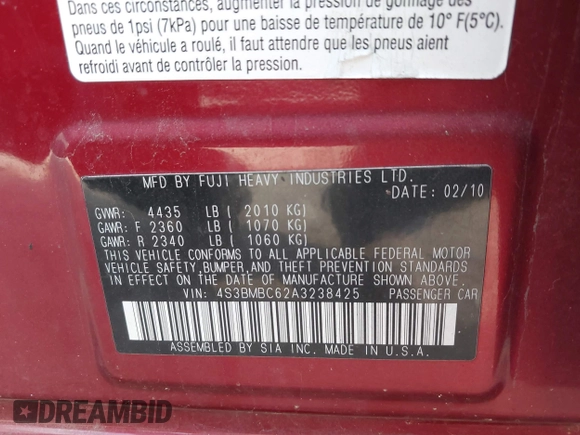 Dans ces circonstances, augmenter la pression de gonflage des
pneus de 1psi (7kPa) pour une baisse de température de 10° F(5°C).
Quand le véhicule a roulé, il faut attendre que les pneus aient
refroidi avant de contrôler la pression.
MFD BY FUJI HEAVY INDUSTRIES LTD.
DATE: 02/10
GVWR: 4435 LB ( 2010 KG)
GAWR: F 2360 LB ( 1070 KG)
GAWR: R 2340 LB ( 1060 KG)
THIS VEHICLE CONFORMS TO ALL APPLICABLE FEDERAL MOTOR
VEHICLE SAFETY, BUMPER, AND THEFT PREVENTION STANDARDS
IN EFFECT ON THE DATE OF MANUFACTURE SHOWN ABOVE.
VIN: 4S3BMBC62A3238425 PASSENGER CAR
ASSEMBLED BY SIA INC. MADE IN U.S.A.
DREAMBID